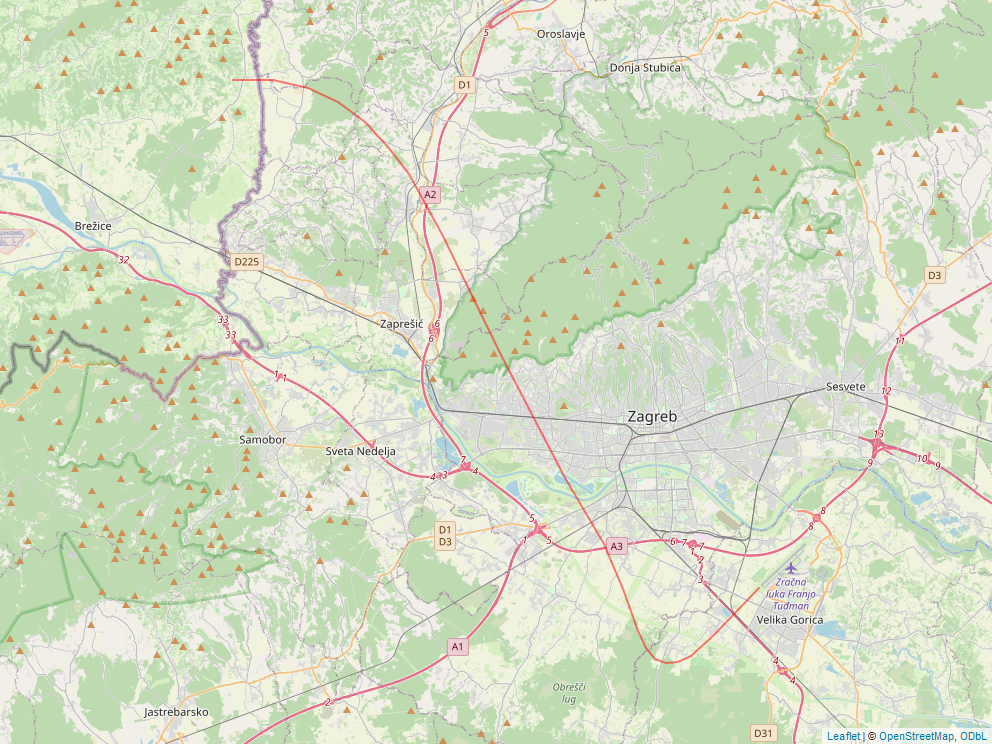 5
Oroslavje
Donja Stubica
D1
A2
Brežice
32
D225
D3
33
33
Zaprešić
6
6
11
11
Sesvete
12
Zagreb
13
Samobor
Sveta Nedelja
7
4
3
4
10
9
9
5
D1
D3
1
5
8
8
A3
6
7
7
1
2
3
Zračna
luka Franjo
Tuđman
Velika Gorica
A1
4
4
Obrešči
lug
2
Jastrebarsko
D31
Leaflet | © OpenStreetMap, ODbL